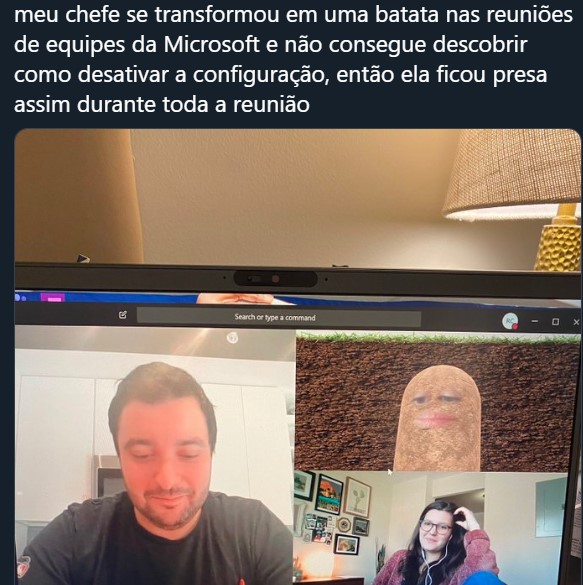 meu chefe se transformou em uma batata nas reuniões
de equipes da Microsoft e não consegue descobrir
como desativar a configuração, então ela ficou presa
assim durante toda a reunião
Search or type a command
RC